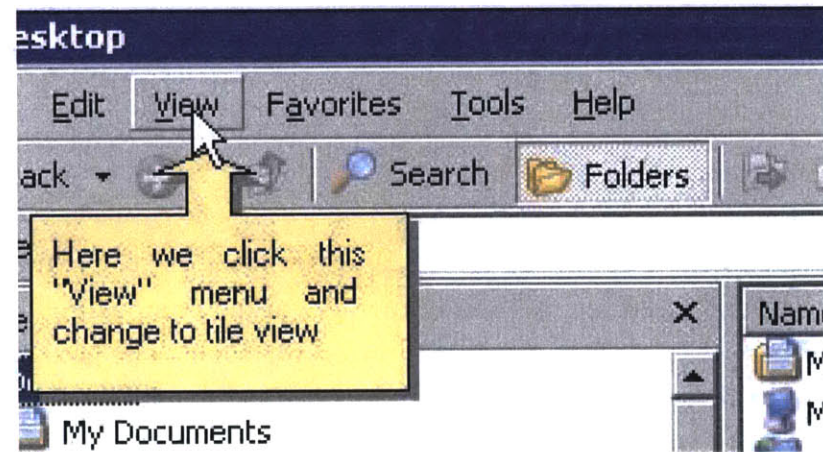 esktop
Edit View Favorites Tools Help
ack Search Folders
Here we click this
"View" menu and
change to tile view
Name
My Documents